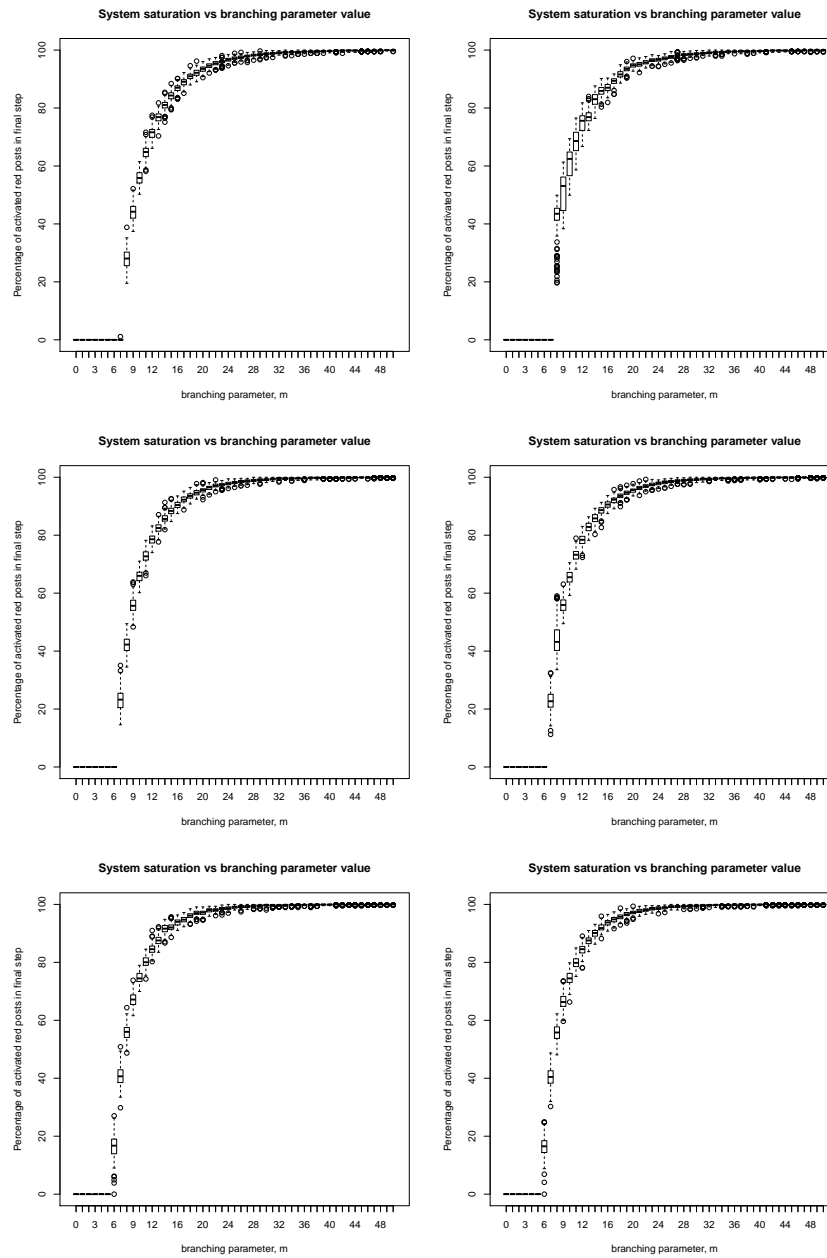 System saturation vs branching parameter value
Percentage of activated red posts in final step
0 20 40 60 80 100
0 3 6 9 12 16 20 24 28 32 36 40 44 48
branching parameter, m
System saturation vs branching parameter value
Percentage of activated red posts in final step
0 20 40 60 80 100
0 3 6 9 12 16 20 24 28 32 36 40 44 48
branching parameter, m
System saturation vs branching parameter value
Percentage of activated red posts in final step
0 20 40 60 80 100
0 3 6 9 12 16 20 24 28 32 36 40 44 48
branching parameter, m
System saturation vs branching parameter value
Percentage of activated red posts in final step
0 20 40 60 80 100
0 3 6 9 12 16 20 24 28 32 36 40 44 48
branching parameter, m
System saturation vs branching parameter value
Percentage of activated red posts in final step
0 20 40 60 80 100
0 3 6 9 12 16 20 24 28 32 36 40 44 48
branching parameter, m
System saturation vs branching parameter value
Percentage of activated red posts in final step
0 20 40 60 80 100
0 3 6 9 12 16 20 24 28 32 36 40 44 48
branching parameter, m